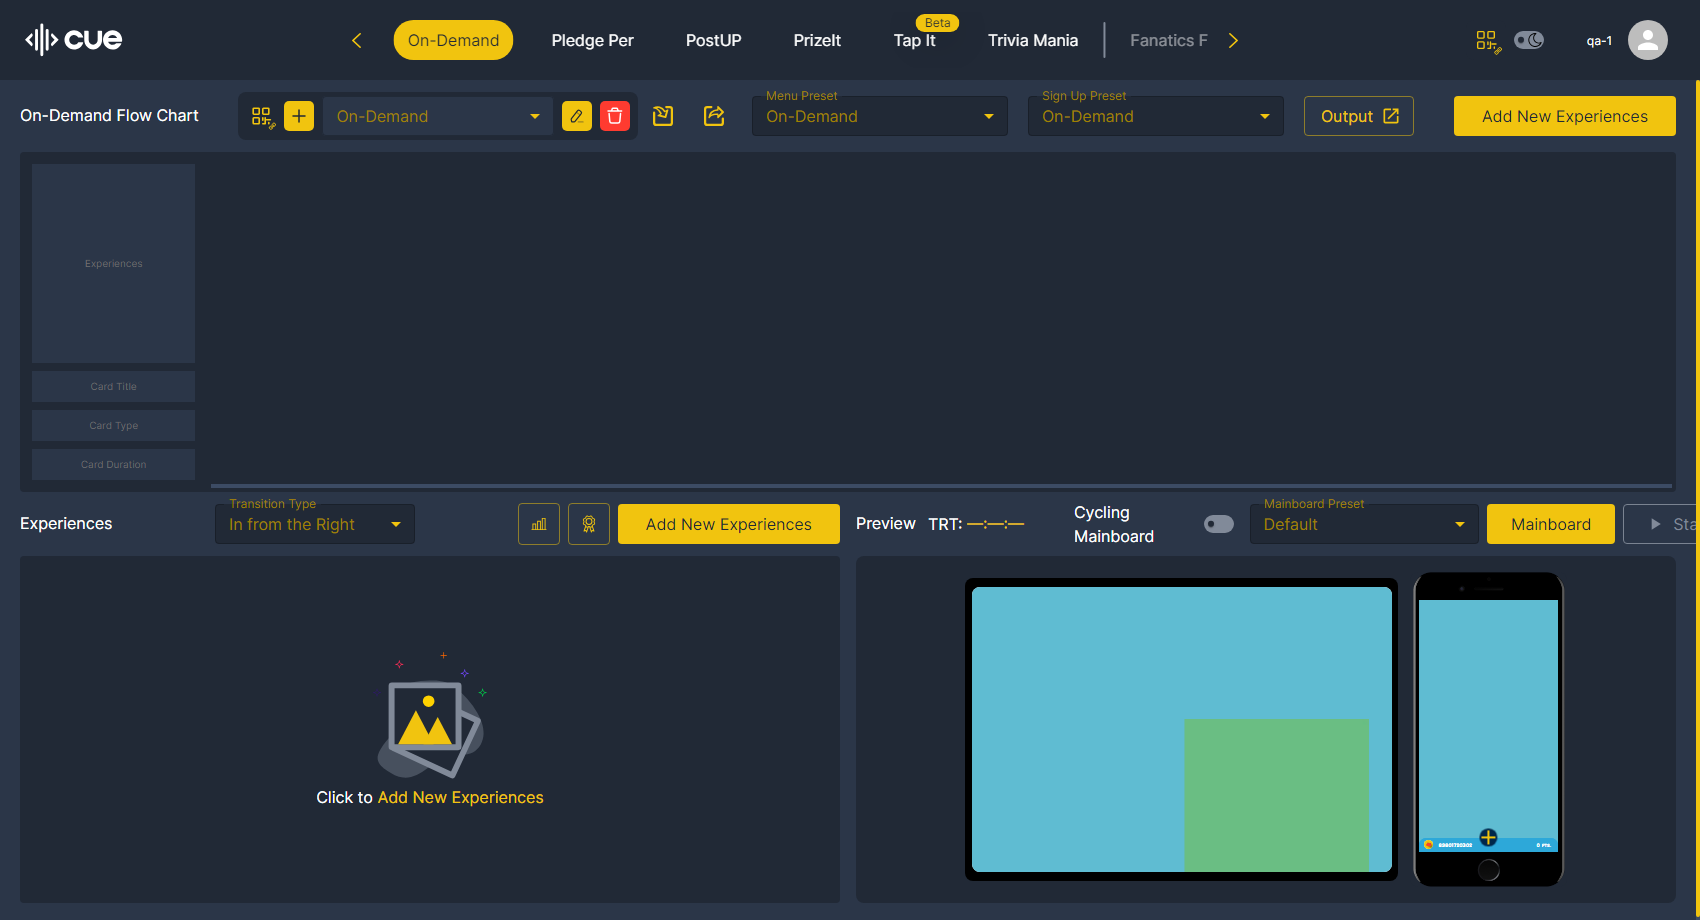 cue
On-Demand
Pledge Per
PostUP
PrizeIt
Beta
Tap It
Trivia Mania
Fanatics F
qa-1
On-Demand Flow Chart
On-Demand
Menu Preset
On-Demand
Sign Up Preset
On-Demand
Output
Add New Experiences
Experiences
Card Title
Card Type
Card Duration
Experiences
Transition Type
In from the Right
Add New Experiences
Preview
TRT: —:—:—
Cycling
Mainboard
Mainboard Preset
Default
Mainboard
Sta
Click to Add New Experiences
0 PTS.